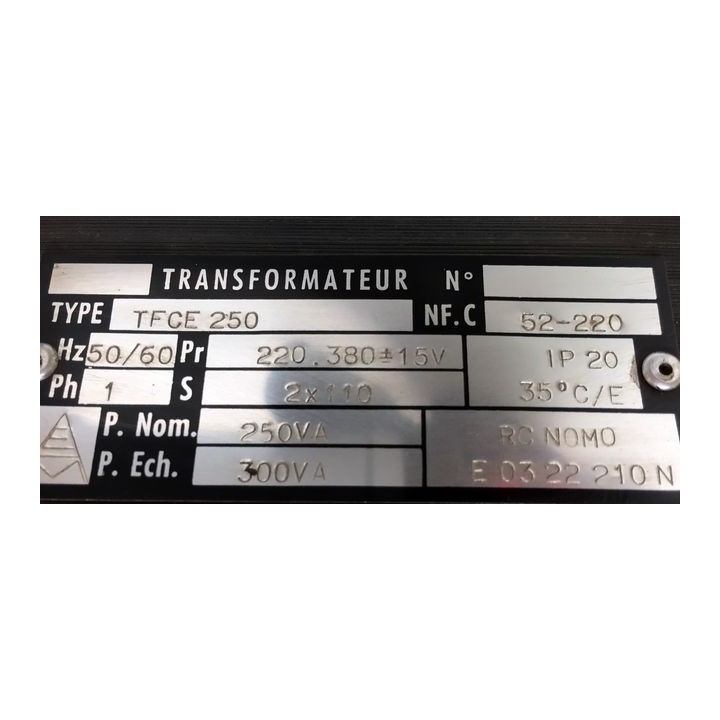 TRANSFORMATEUR N°
TYPE TFCE 250 NF.C 52-220
Hz 50/60 Pr 220.380±15V IP 20
Ph 1 S 2x110 35°C/E
P. Nom. 250VA RC NOMO
P. Ech. 300VA E 03 22 210 N